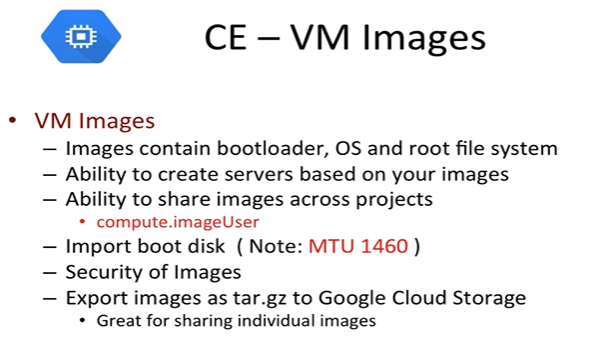 CE – VM Images
• VM Images
– Images contain bootloader, OS and root file system
– Ability to create servers based on your images
– Ability to share images across projects
• compute.imageUser
– Import boot disk ( Note: MTU 1460 )
– Security of Images
– Export images as tar.gz to Google Cloud Storage
• Great for sharing individual images